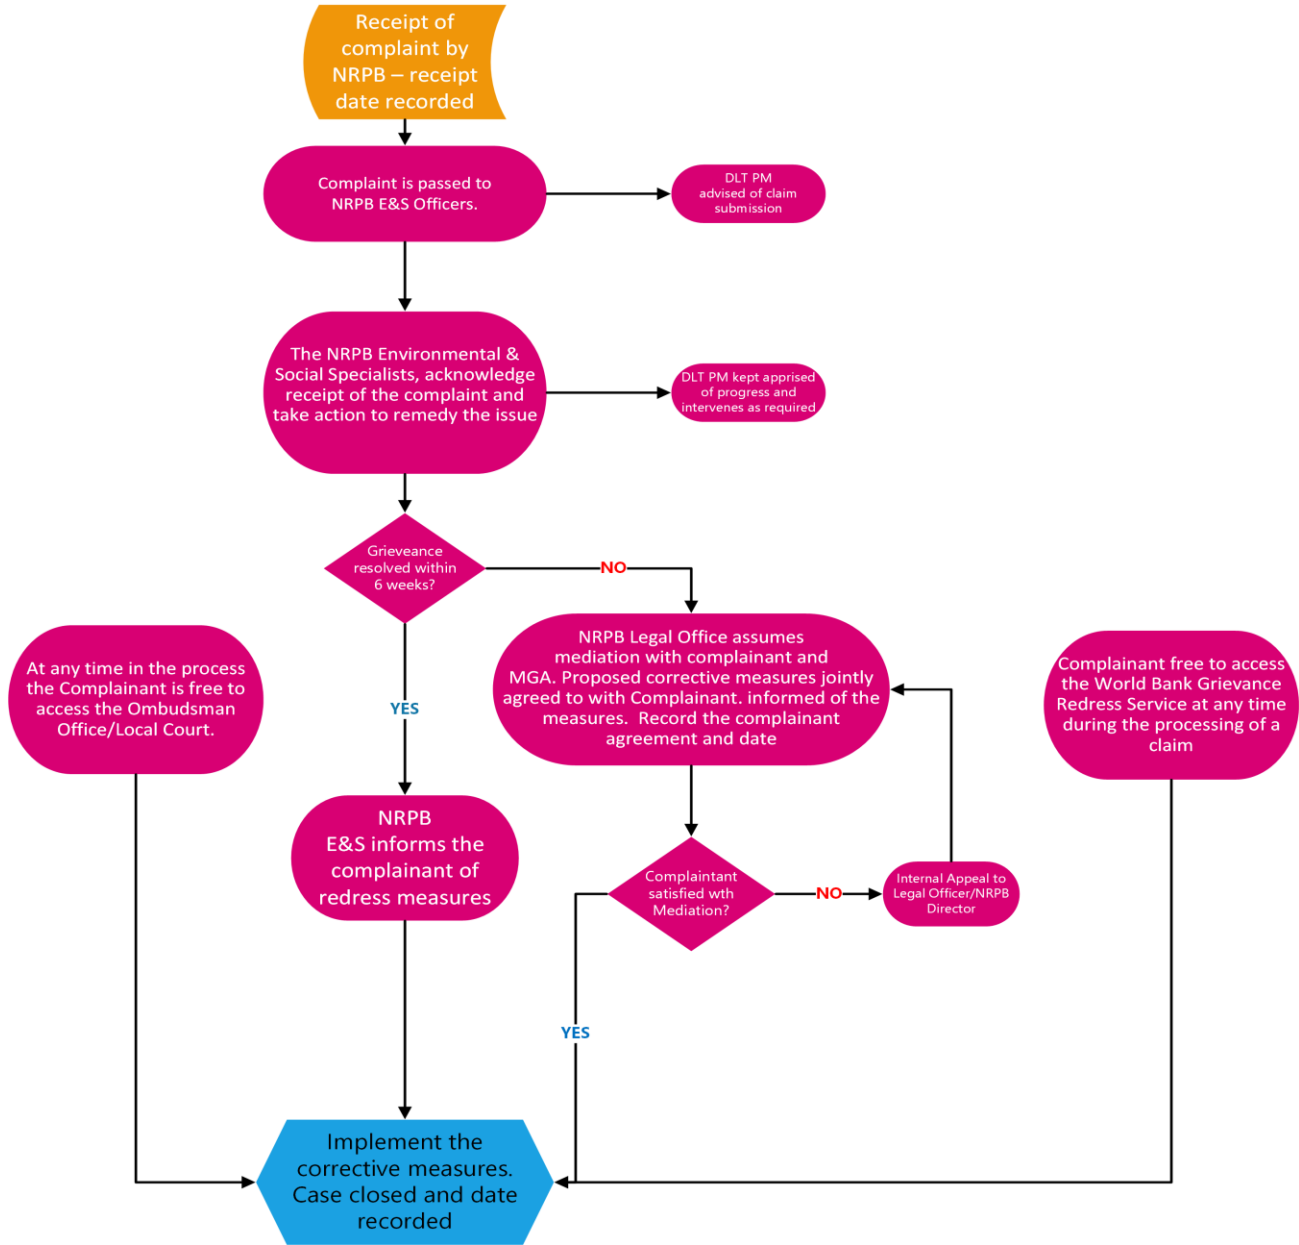 Receipt of
complaint by
NRPB – receipt
date recorded
Complaint is passed to
NRPB E&S Officers.
DLT PM
advised of claim
submission
The NRPB Environmental &
Social Specialists, acknowledge
receipt of the complaint and
take action to remedy the issue
DLT PM kept apprised
of progress and
intervenes as required
Grieveance
resolved within
6 weeks?
NO
YES
At any time in the process
the Complainant is free to
access the Ombudsman
Office/Local Court.
NRPB Legal Office assumes
mediation with complainant and
MGA. Proposed corrective measures jointly
agreed to with Complainant. informed of the
measures.  Record the complainant
agreement and date
Complainant free to access
the World Bank Grievance
Redress Service at any time
during the processing of a
claim
NRPB
E&S informs the
complainant of
redress measures
Complaintant
satisfied wth
Mediation?
NO
Internal Appeal to
Legal Officer/NRPB
Director
YES
Implement the
corrective measures.
Case closed and date
recorded